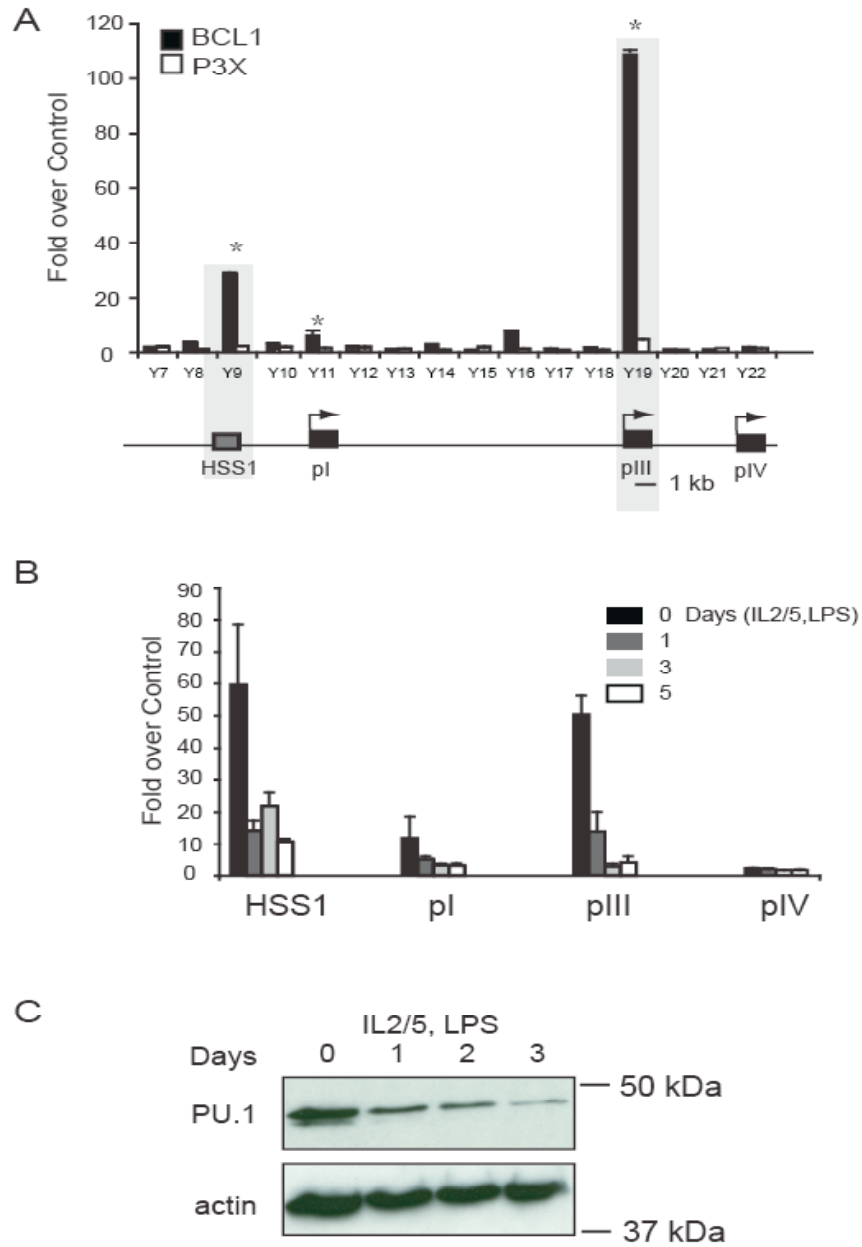 A
BCL1
P3X
Fold over Control
120
100
80
60
40
20
0
*
*
*
Y7 Y8 Y9 Y10 Y11 Y12 Y13 Y14 Y15 Y16 Y17 Y18 Y19 Y20 Y21 Y22
HSS1 pI pIII pIV
1 kb
B
Fold over Control
90
80
70
60
50
40
30
20
10
0
0 Days (IL2/5,LPS)
1
3
5
HSS1 pI pIII pIV
C
IL2/5, LPS
Days 0 1 2 3
50 kDa
PU.1
actin
37 kDa